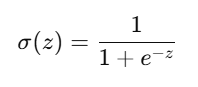 σ(z) = 1 / (1 + e^{-z})